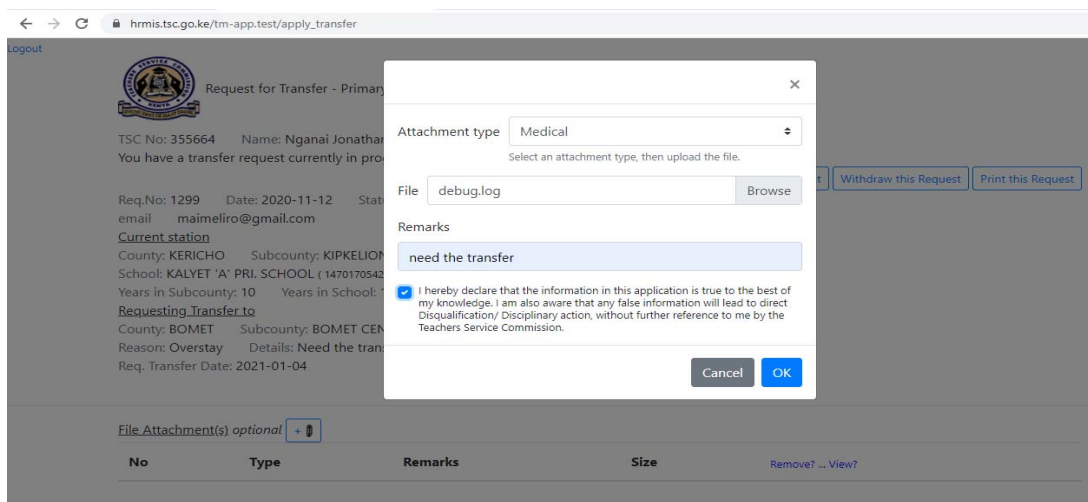 hrmis.tsc.go.ke/tm-app.test/apply_transfer
Logout
Request for Transfer - Primary
TSC No: 355664 Name: Nganai Jonathan
You have a transfer request currently in pro
Withdraw this Request Print this Request
Req.No: 1299 Date: 2020-11-12 Stat
email maimeliro@gmail.com
Current station
County: KERICHO Subcounty: KIPKELION
School: KALYET 'A' PRI. SCHOOL ( 1470170542
Years in Subcounty: 10 Years in School:
Requesting Transfer to
County: BOMET Subcounty: BOMET CEN
Reason: Overstay Details: Need the tran
Req. Transfer Date: 2021-01-04
×
Attachment type Medical
Select an attachment type, then upload the file.
File debug.log Browse
Remarks
need the transfer
I hereby declare that the information in this application is true to the best of
my knowledge. I am also aware that any false information will lead to direct
Disqualification/ Disciplinary action, without further reference to me by the
Teachers Service Commission.
Cancel OK
File Attachment(s) optional +
No Type Remarks Size Remove? ... View?